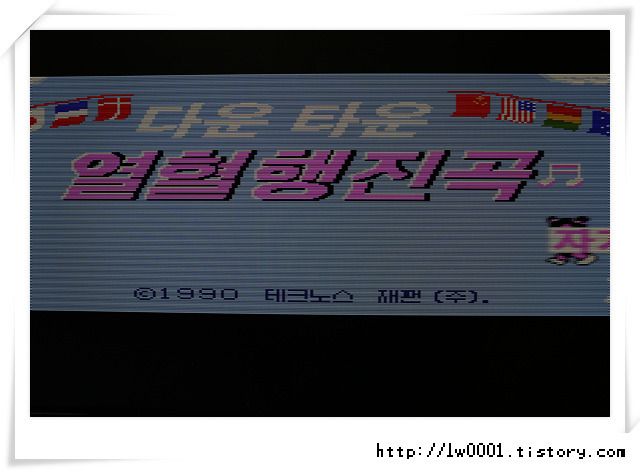 다운 타운
열혈행진곡
자
©1990 테크노스 재팬 (주).
http://lw0001.tistory.com